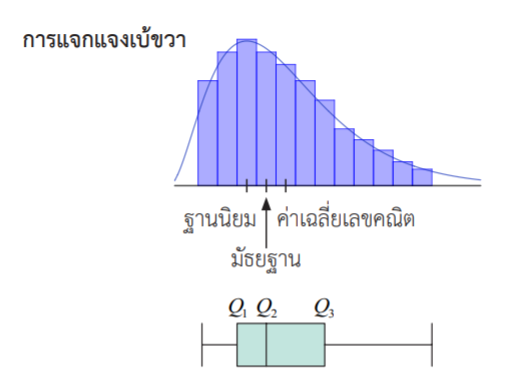 การแจกแจงเบ้ขวา
ฐานนิยม ค่าเฉลี่ยเลขคณิต
มัธยฐาน
Q₁ Q₂ Q₃